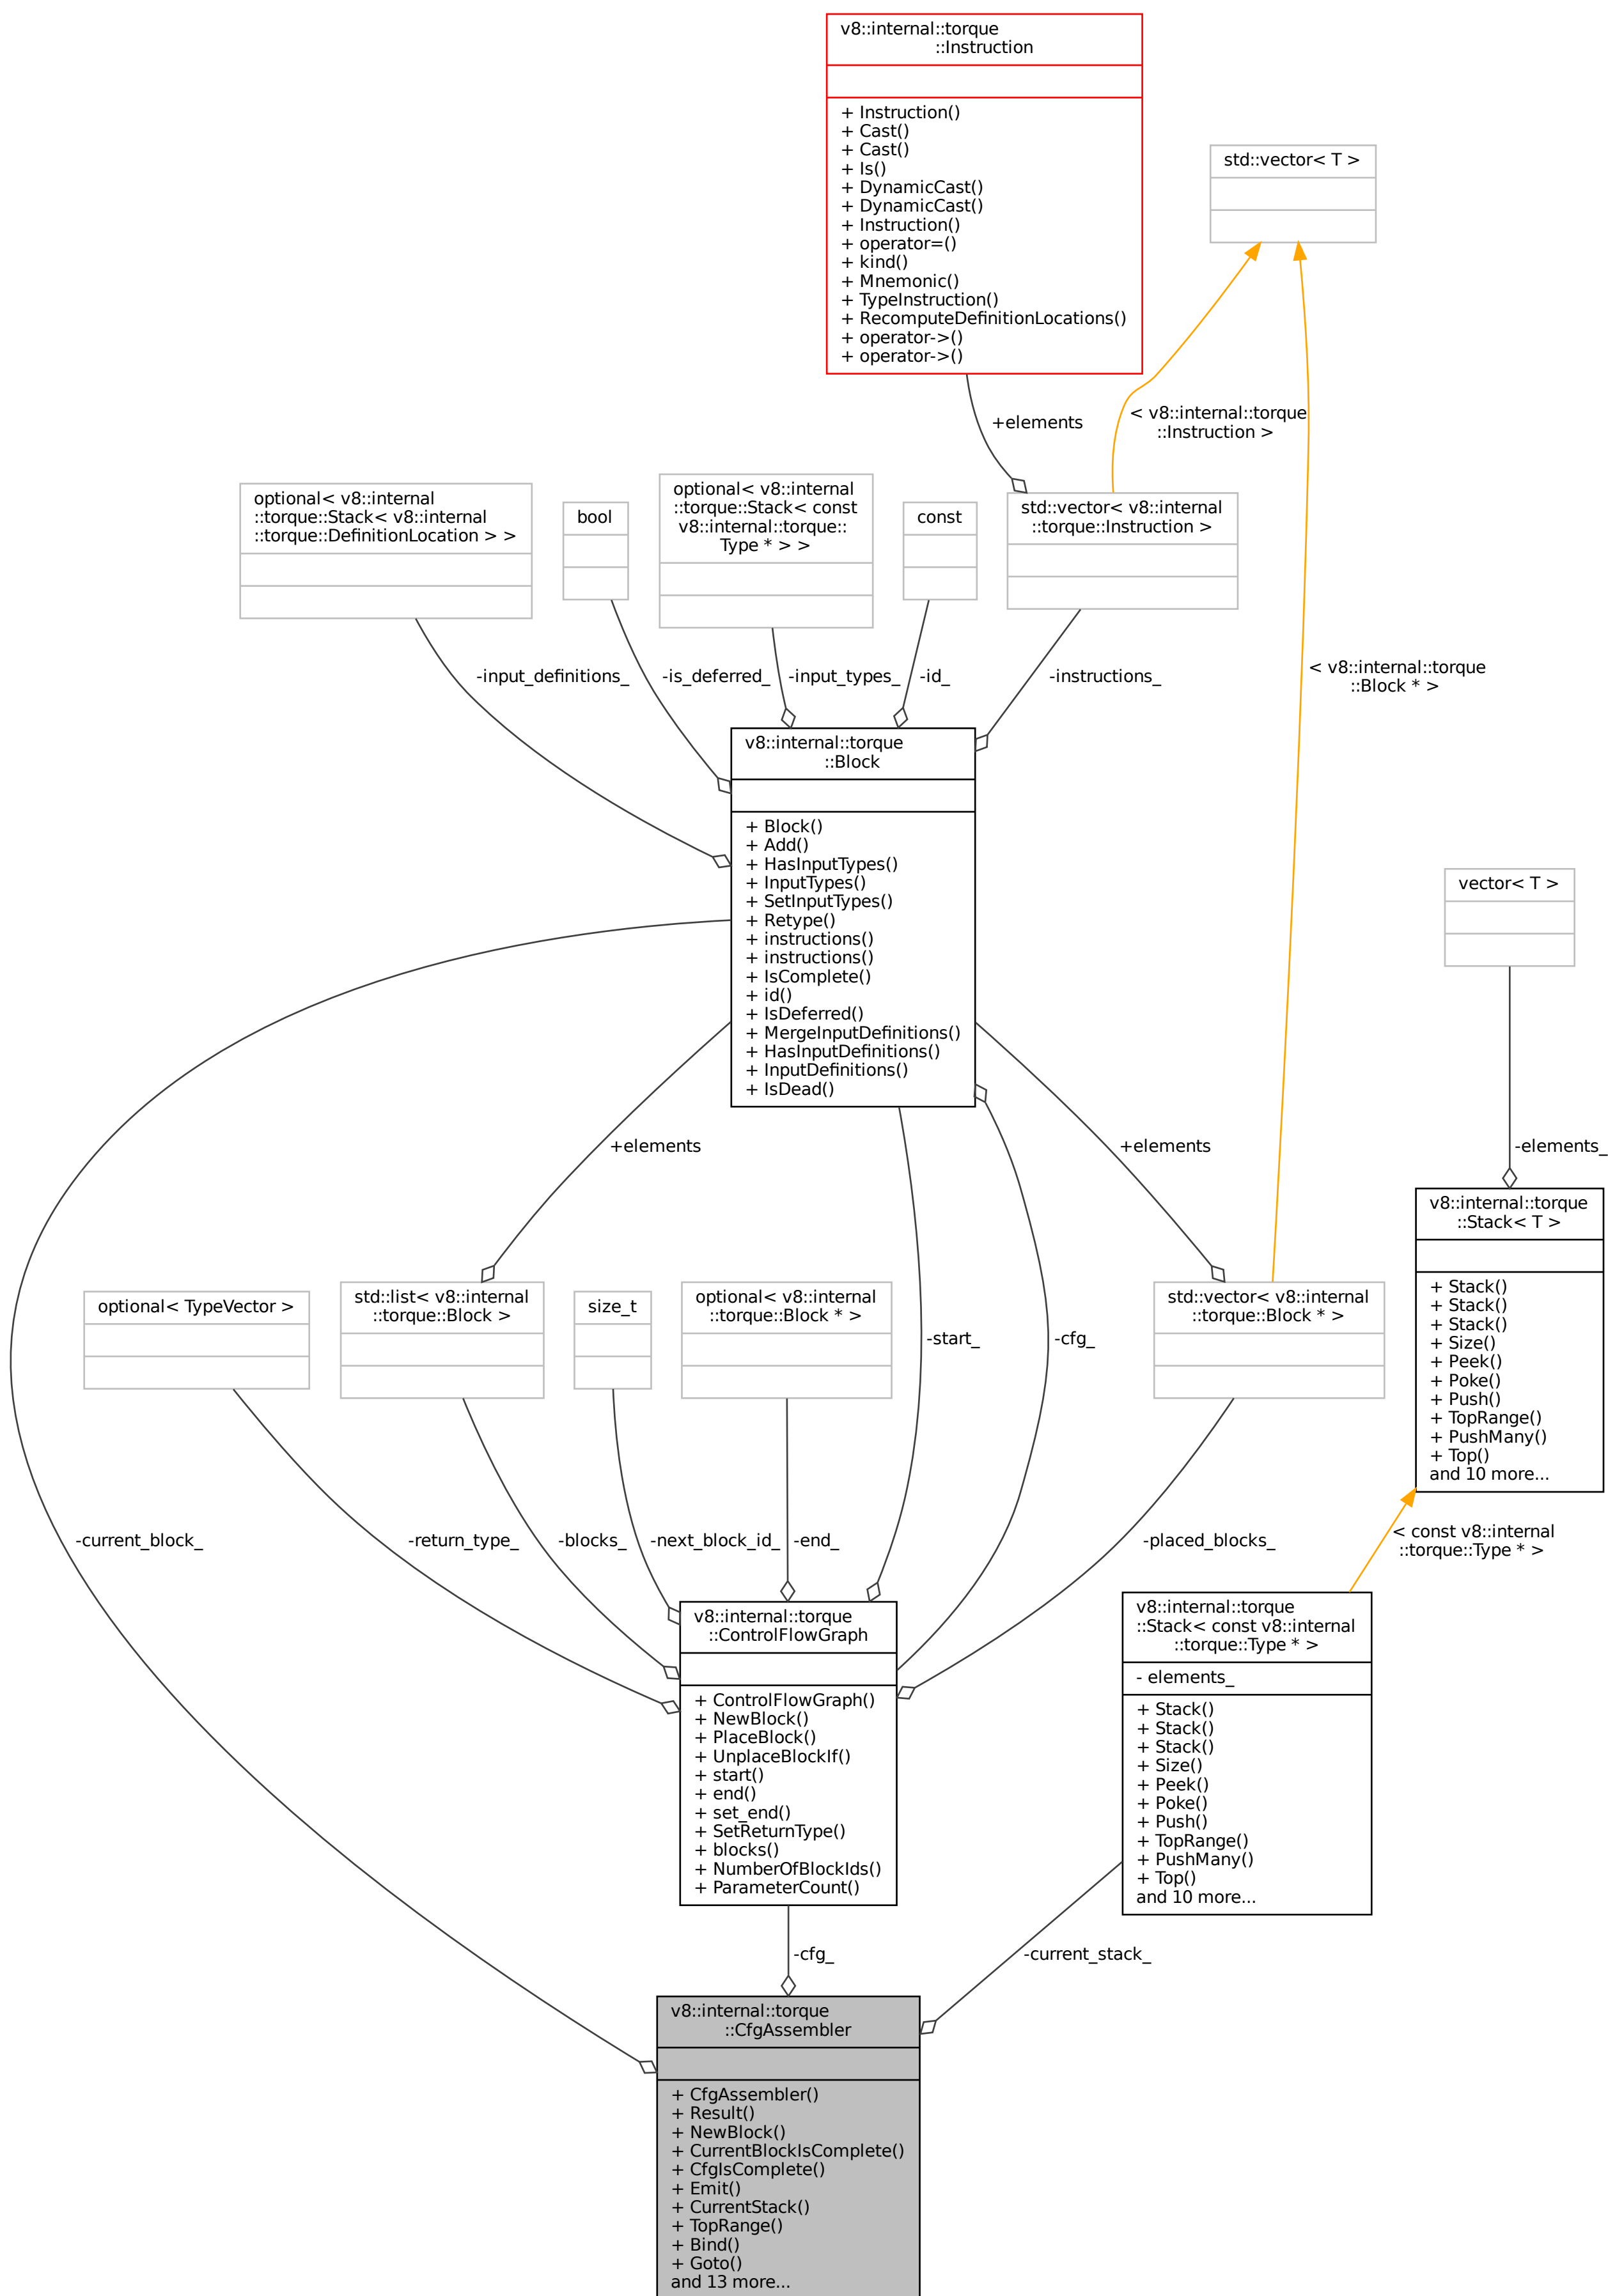 v8::internal::torque
::Instruction
+ Instruction()
+ Cast()
+ Cast()
+ Is()
+ DynamicCast()
+ DynamicCast()
+ Instruction()
+ operator=()
+ kind()
+ Mnemonic()
+ TypeInstruction()
+ RecomputeDefinitionLocations()
+ operator->()
+ operator->()
std::vector< T >
+elements
< v8::internal::torque
::Instruction >
optional< v8::internal
::torque::Stack< v8::internal
::torque::DefinitionLocation > >
bool
optional< v8::internal
::torque::Stack< const
v8::internal::torque::
Type * > >
const
std::vector< v8::internal
::torque::Instruction >
-input_definitions_
-is_deferred_
-input_types_
-id_
-instructions_
< v8::internal::torque
::Block * >
v8::internal::torque
::Block
+ Block()
+ Add()
+ HasInputTypes()
+ InputTypes()
+ SetInputTypes()
+ Retype()
+ instructions()
+ instructions()
+ IsComplete()
+ id()
+ IsDeferred()
+ MergeInputDefinitions()
+ HasInputDefinitions()
+ InputDefinitions()
+ IsDead()
vector< T >
+elements
+elements
-elements_
v8::internal::torque
::Stack< T >
+ Stack()
+ Stack()
+ Stack()
+ Size()
+ Peek()
+ Poke()
+ Push()
+ TopRange()
+ PushMany()
+ Top()
and 10 more...
optional< TypeVector >
std::list< v8::internal
::torque::Block >
size_t
optional< v8::internal
::torque::Block * >
-start_
-cfg_
std::vector< v8::internal
::torque::Block * >
-current_block_
-return_type_
-blocks_
-next_block_id_
-end_
-placed_blocks_
< const v8::internal
::torque::Type * >
v8::internal::torque
::ControlFlowGraph
+ ControlFlowGraph()
+ NewBlock()
+ PlaceBlock()
+ UnplaceBlockIf()
+ start()
+ end()
+ set_end()
+ SetReturnType()
+ blocks()
+ NumberOfBlockIds()
+ ParameterCount()
v8::internal::torque
::Stack< const v8::internal
::torque::Type * >
- elements_
+ Stack()
+ Stack()
+ Stack()
+ Size()
+ Peek()
+ Poke()
+ Push()
+ TopRange()
+ PushMany()
+ Top()
and 10 more...
-cfg_
-current_stack_
v8::internal::torque
::CfgAssembler
+ CfgAssembler()
+ Result()
+ NewBlock()
+ CurrentBlockIsComplete()
+ CfgIsComplete()
+ Emit()
+ CurrentStack()
+ TopRange()
+ Bind()
+ Goto()
and 13 more...